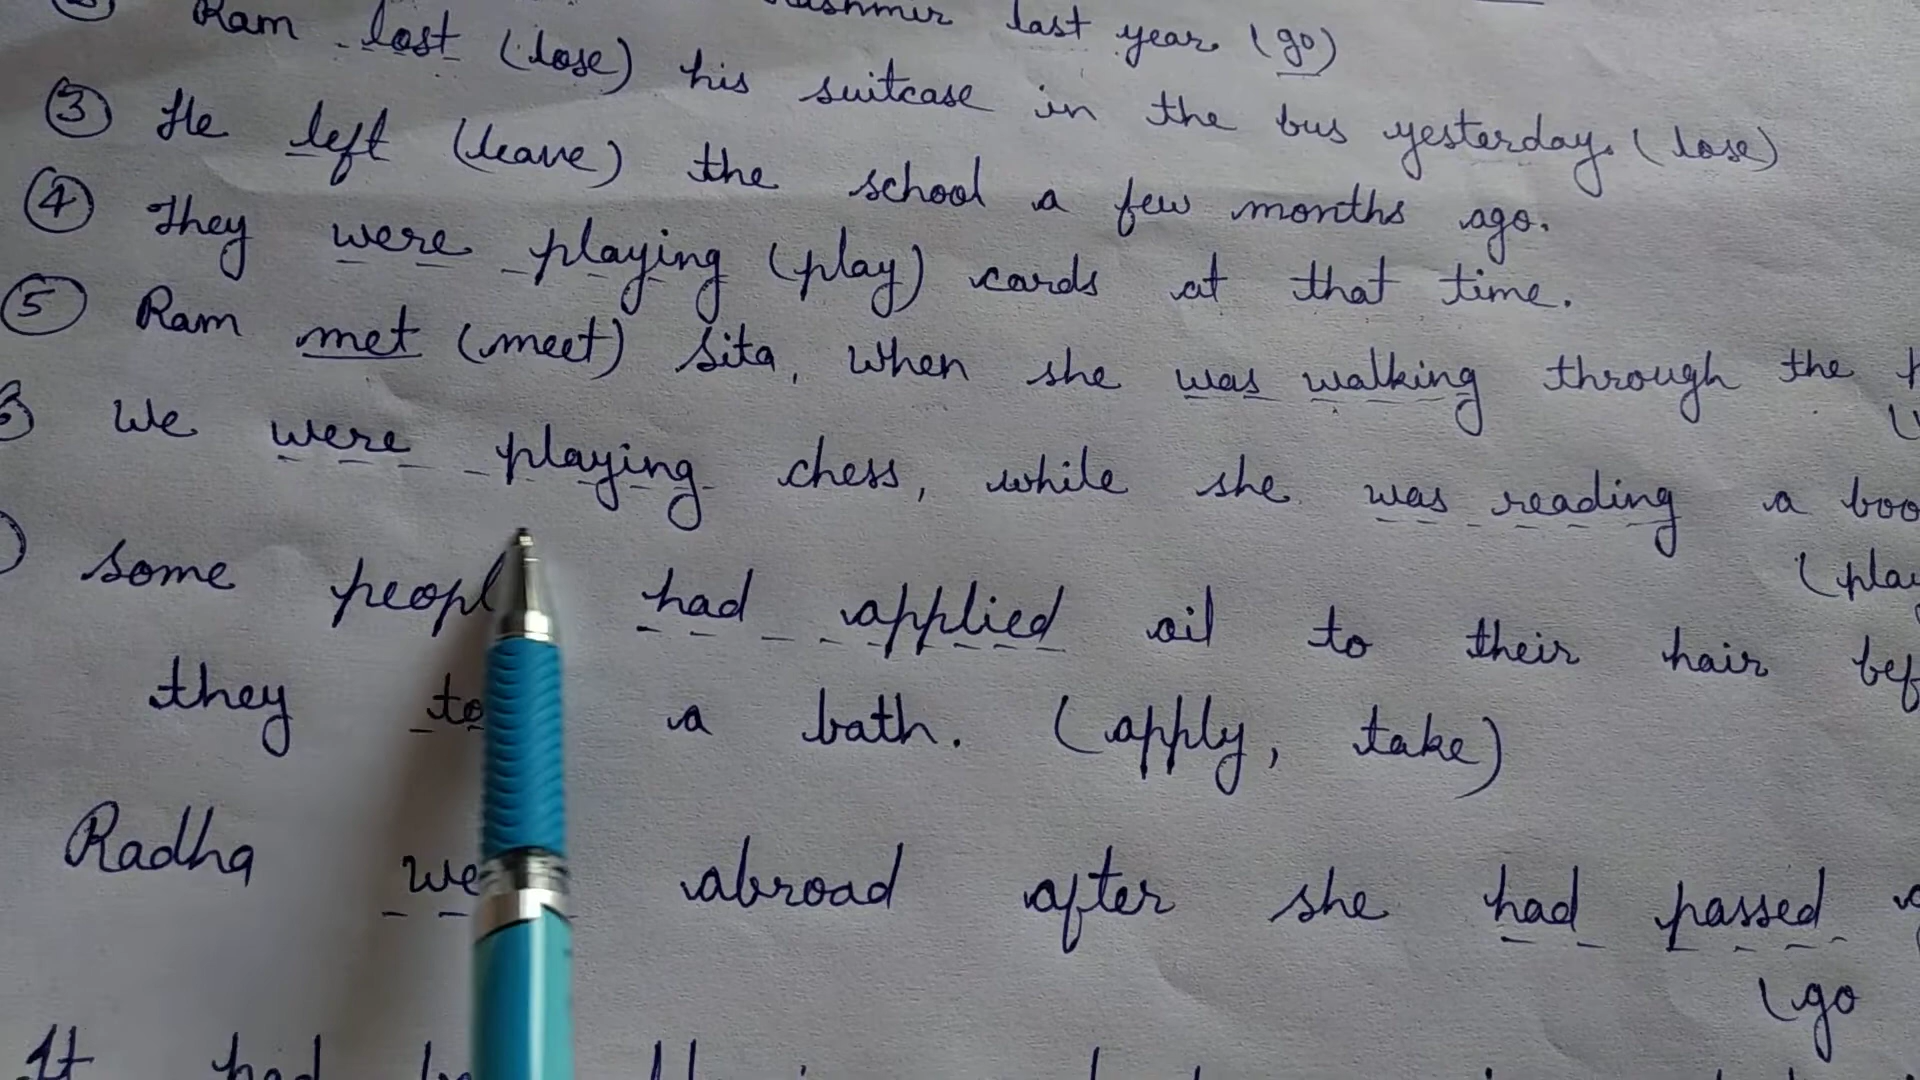 last year. (go)
Ram lost (lose) his suitcase in the bus yesterday. (lose)
③ He left (leave) the school a few months ago.
④ They were playing (play) cards at that time.
⑤ Ram met (meet) Sita, when she was walking through the
We were playing chess, while she was reading a
(play
Some had applied oil to their hair
they a bath. (apply, take)
Radha abroad after she had passed
(go
It had